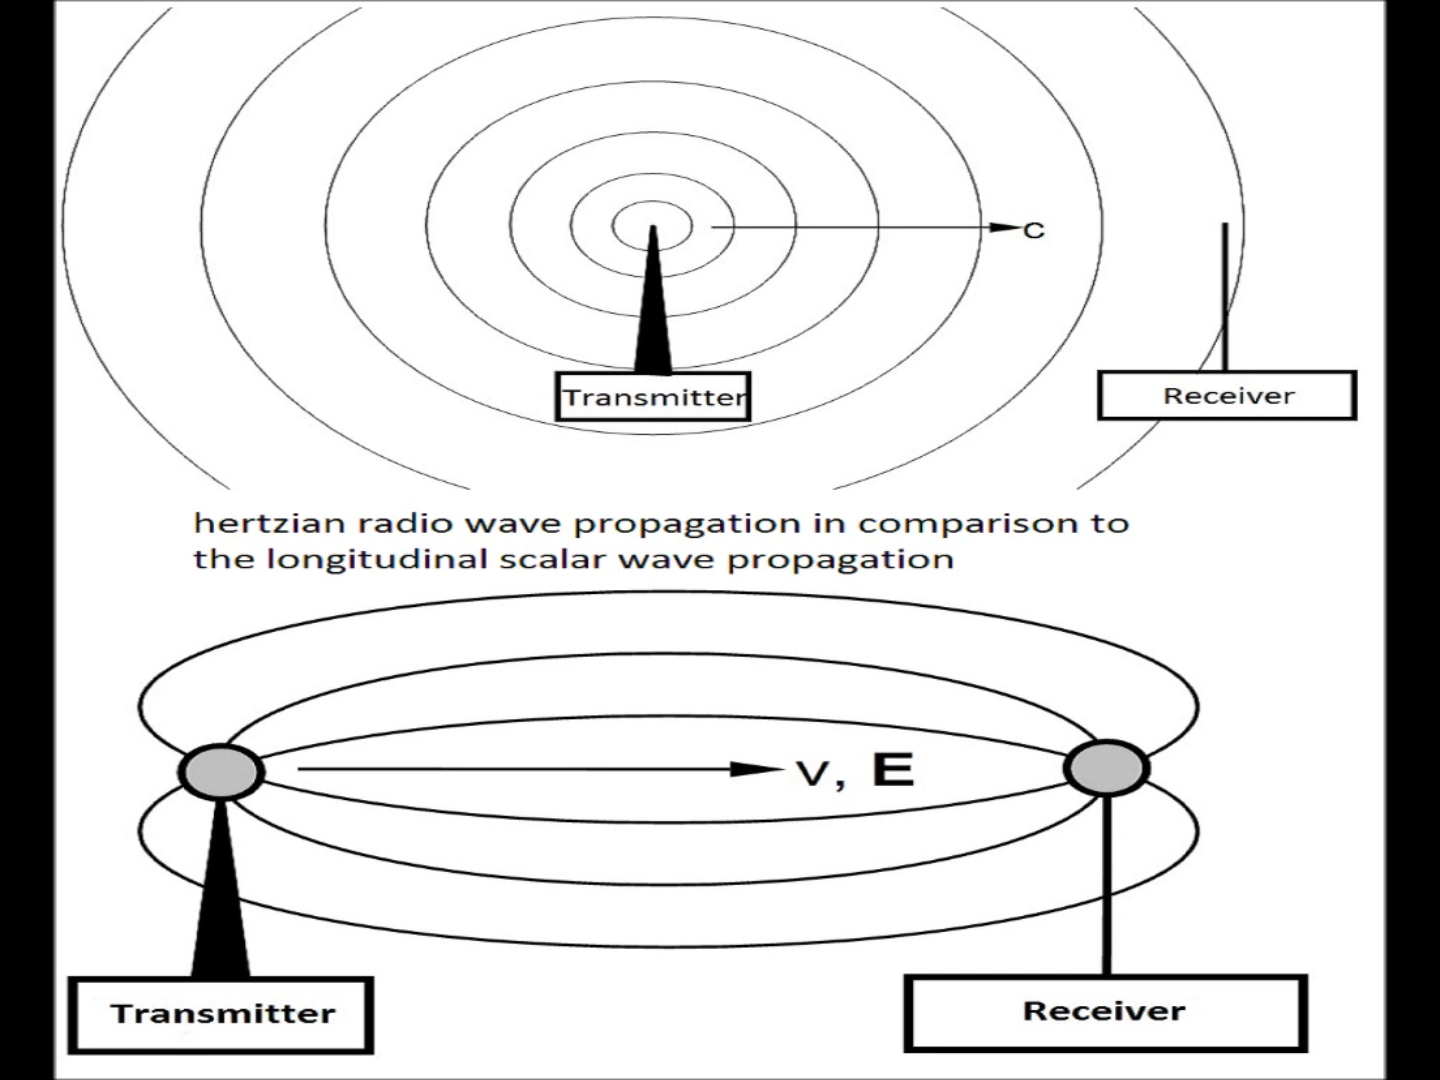 C
Transmitter
Receiver
hertzian radio wave propagation in comparison to
the longitudinal scalar wave propagation
V, E
Transmitter
Receiver